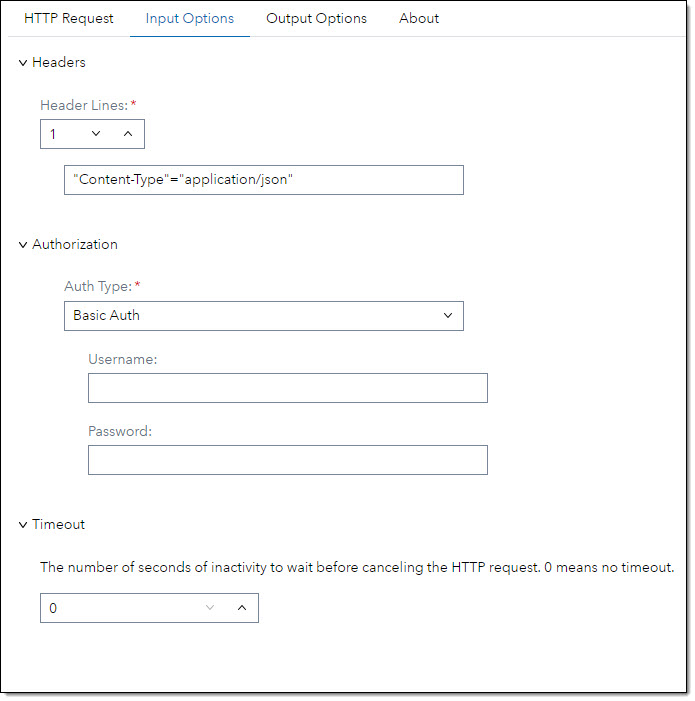 HTTP Request Input Options Output Options About
Headers
Header Lines:*
1
"Content-Type"="application/json"
Authorization
Auth Type:*
Basic Auth
Username:
Password:
Timeout
The number of seconds of inactivity to wait before canceling the HTTP request. 0 means no timeout.
0